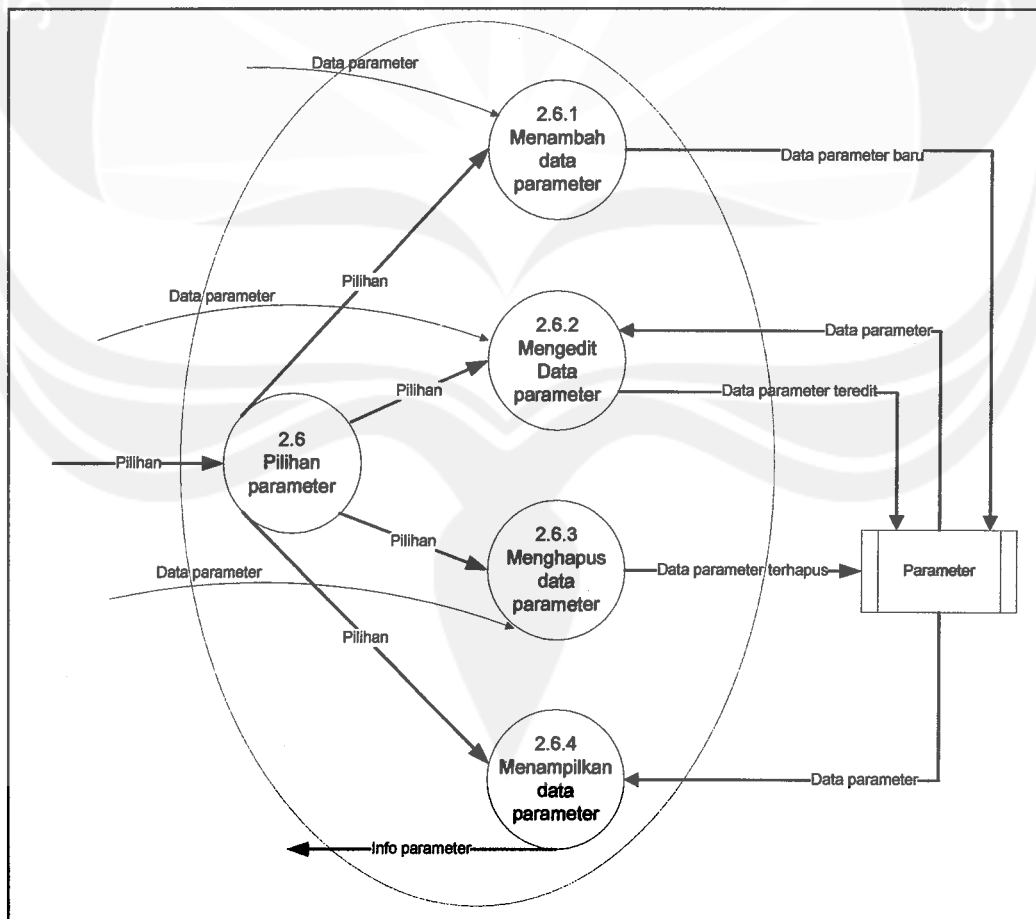 Data parameter
2.6.1
Menambah
data
parameter
Data parameter baru
Pilihan
Data parameter
2.6.2
Mengedit
Data
parameter
Data parameter
Pilihan
Data parameter teredit
2.6
Pilihan
parameter
Pilihan
2.6.3
Menghapus
data
parameter
Pilihan
Data parameter terhapus
Parameter
Data parameter
Pilihan
2.6.4
Menampilkan
data
parameter
Data parameter
Info parameter